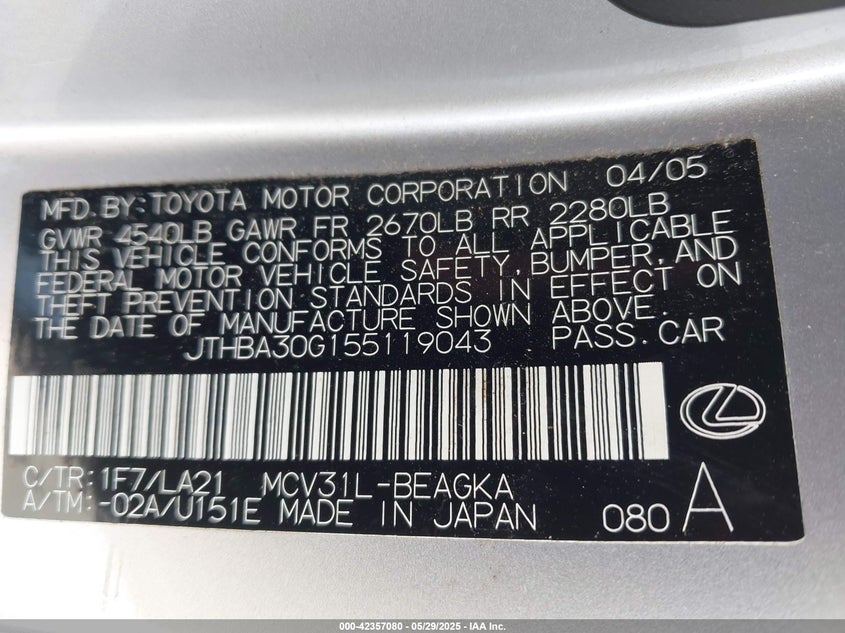 MFD.BY:TOYOTA MOTOR CORPORATION 04/05
GVWR 4540LB GAWR FR 2670LB RR 2280LB
THIS VEHICLE CONFORMS TO ALL APPLICABLE
FEDERAL MOTOR VEHICLE SAFETY,BUMPER,AND
THEFT PREVENTION STANDARDS IN EFFECT ON
THE DATE OF MANUFACTURE SHOWN ABOVE.
JTHBA30G155119043 PASS.CAR
C/TR:1F7/LA21 MCV31L-BEAGKA
A/TM:-02A/U151E MADE IN JAPAN 080 A
000-42357080 — 05/29/2025 — IAA Inc.